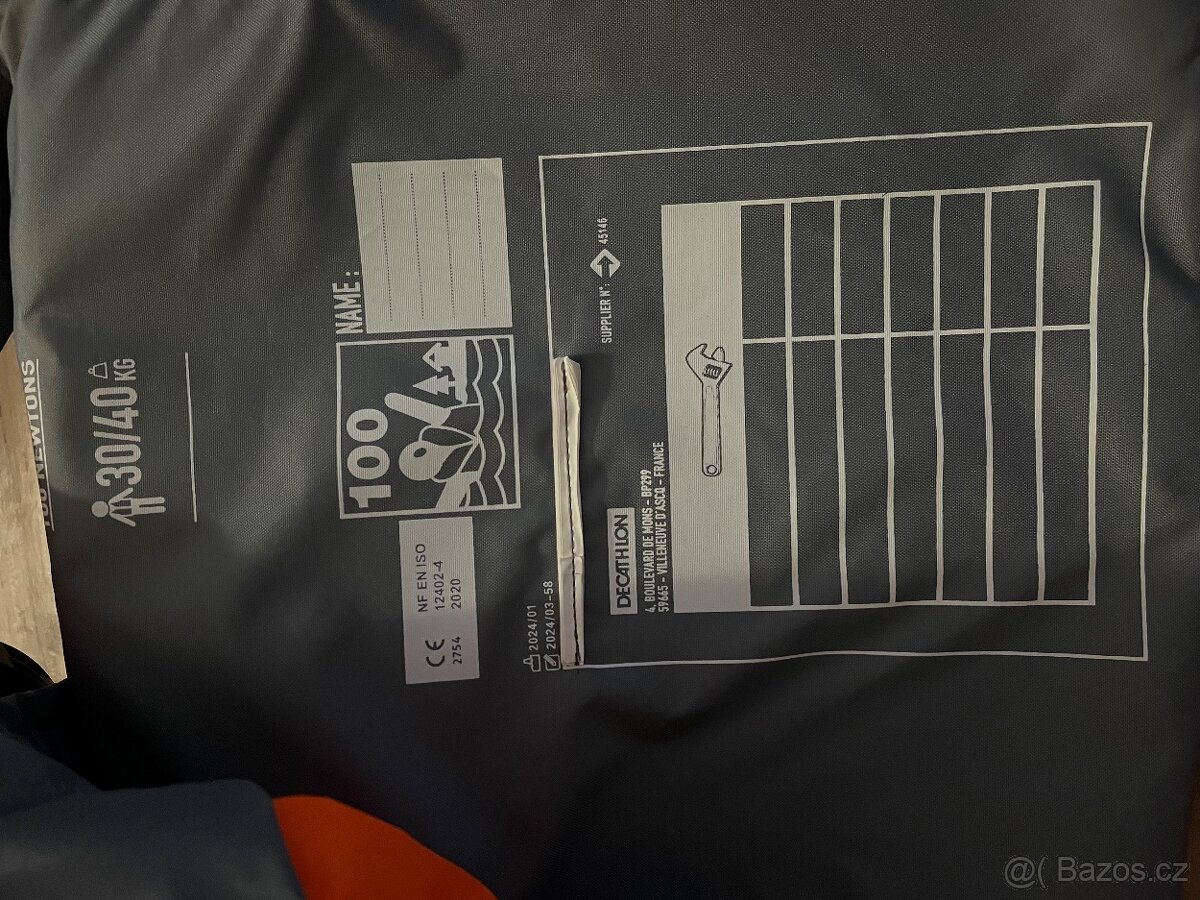 100 NEWTONS
30/40 KG
NAME :
100
CE
2754
NF EN ISO
12402-4
2020
2024/01
2024/03-58
SUPPLIER N°: 45146
DECATHLON
4, BOULEVARD DE MONS - BP299
59665 - VILLENEUVE D'ASCQ - FRANCE
@( Bazos.cz